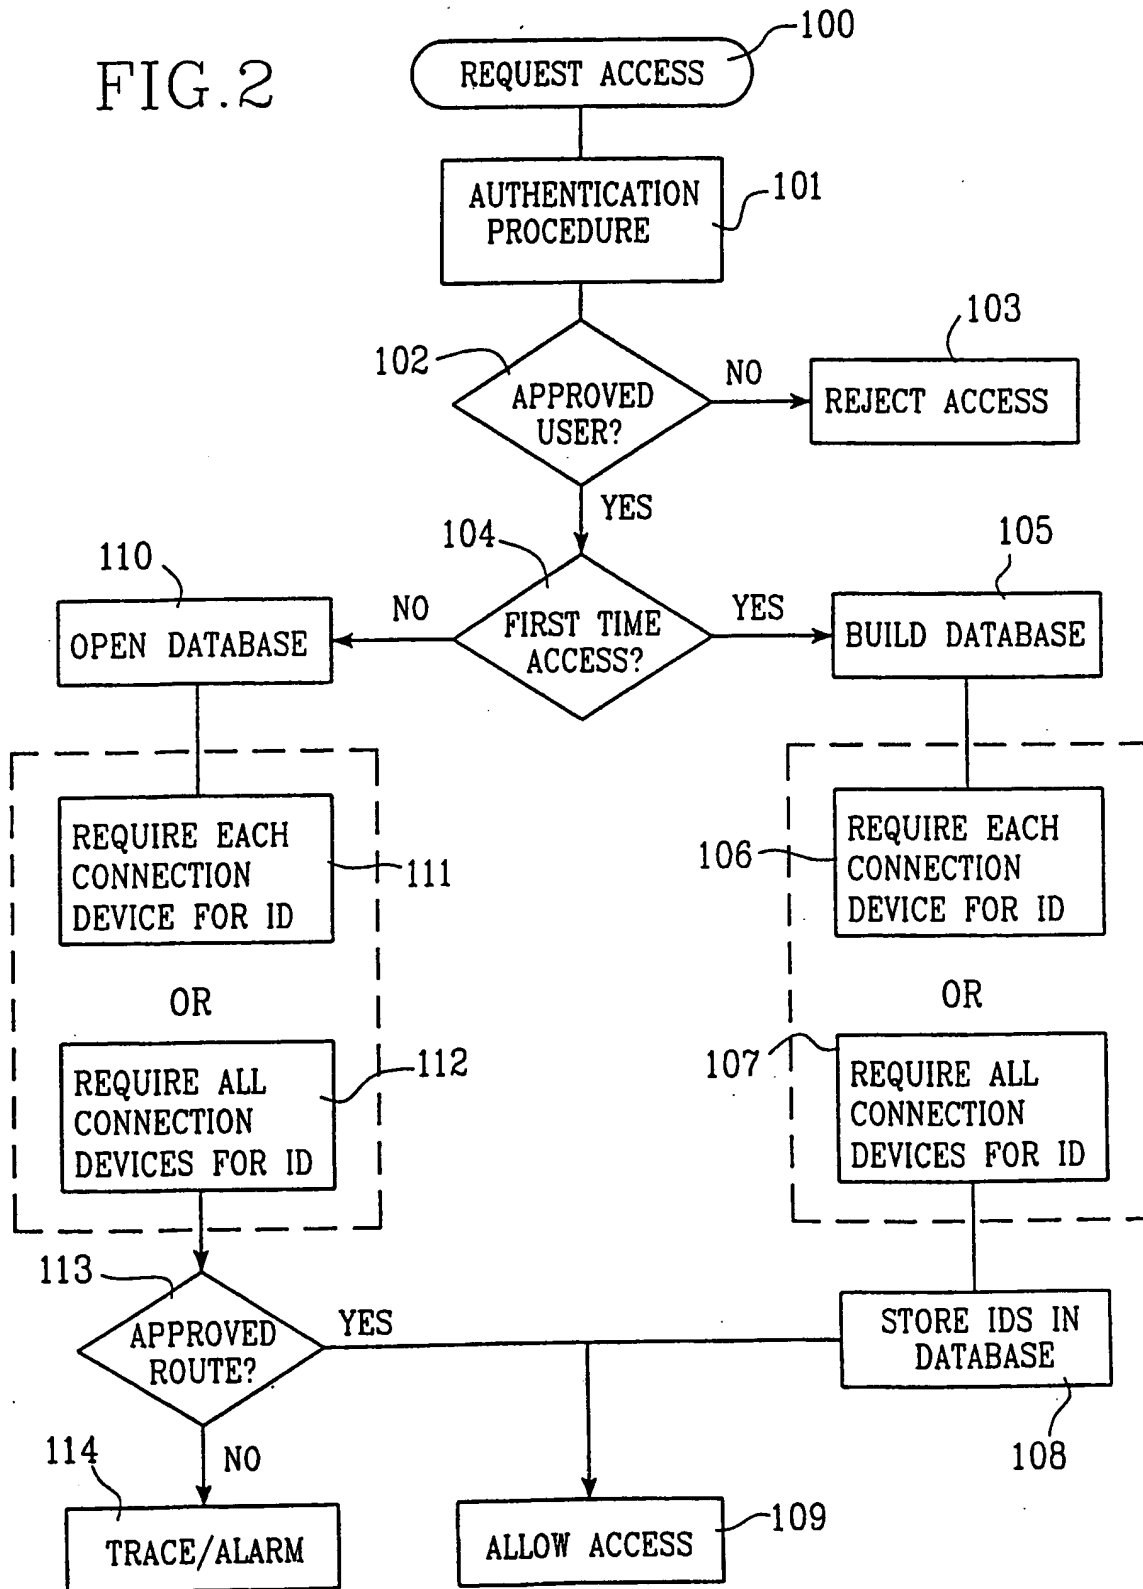 FIG.2
100
REQUEST ACCESS
AUTHENTICATION
PROCEDURE
101
102
APPROVED
USER?
NO
103
REJECT ACCESS
YES
104
FIRST TIME
ACCESS?
NO
YES
110
OPEN DATABASE
105
BUILD DATABASE
REQUIRE EACH
CONNECTION
DEVICE FOR ID
111
OR
REQUIRE ALL
CONNECTION
DEVICES FOR ID
112
106
REQUIRE EACH
CONNECTION
DEVICE FOR ID
OR
107
REQUIRE ALL
CONNECTION
DEVICES FOR ID
113
APPROVED
ROUTE?
YES
STORE IDS IN
DATABASE
108
NO
114
TRACE/ALARM
ALLOW ACCESS
109